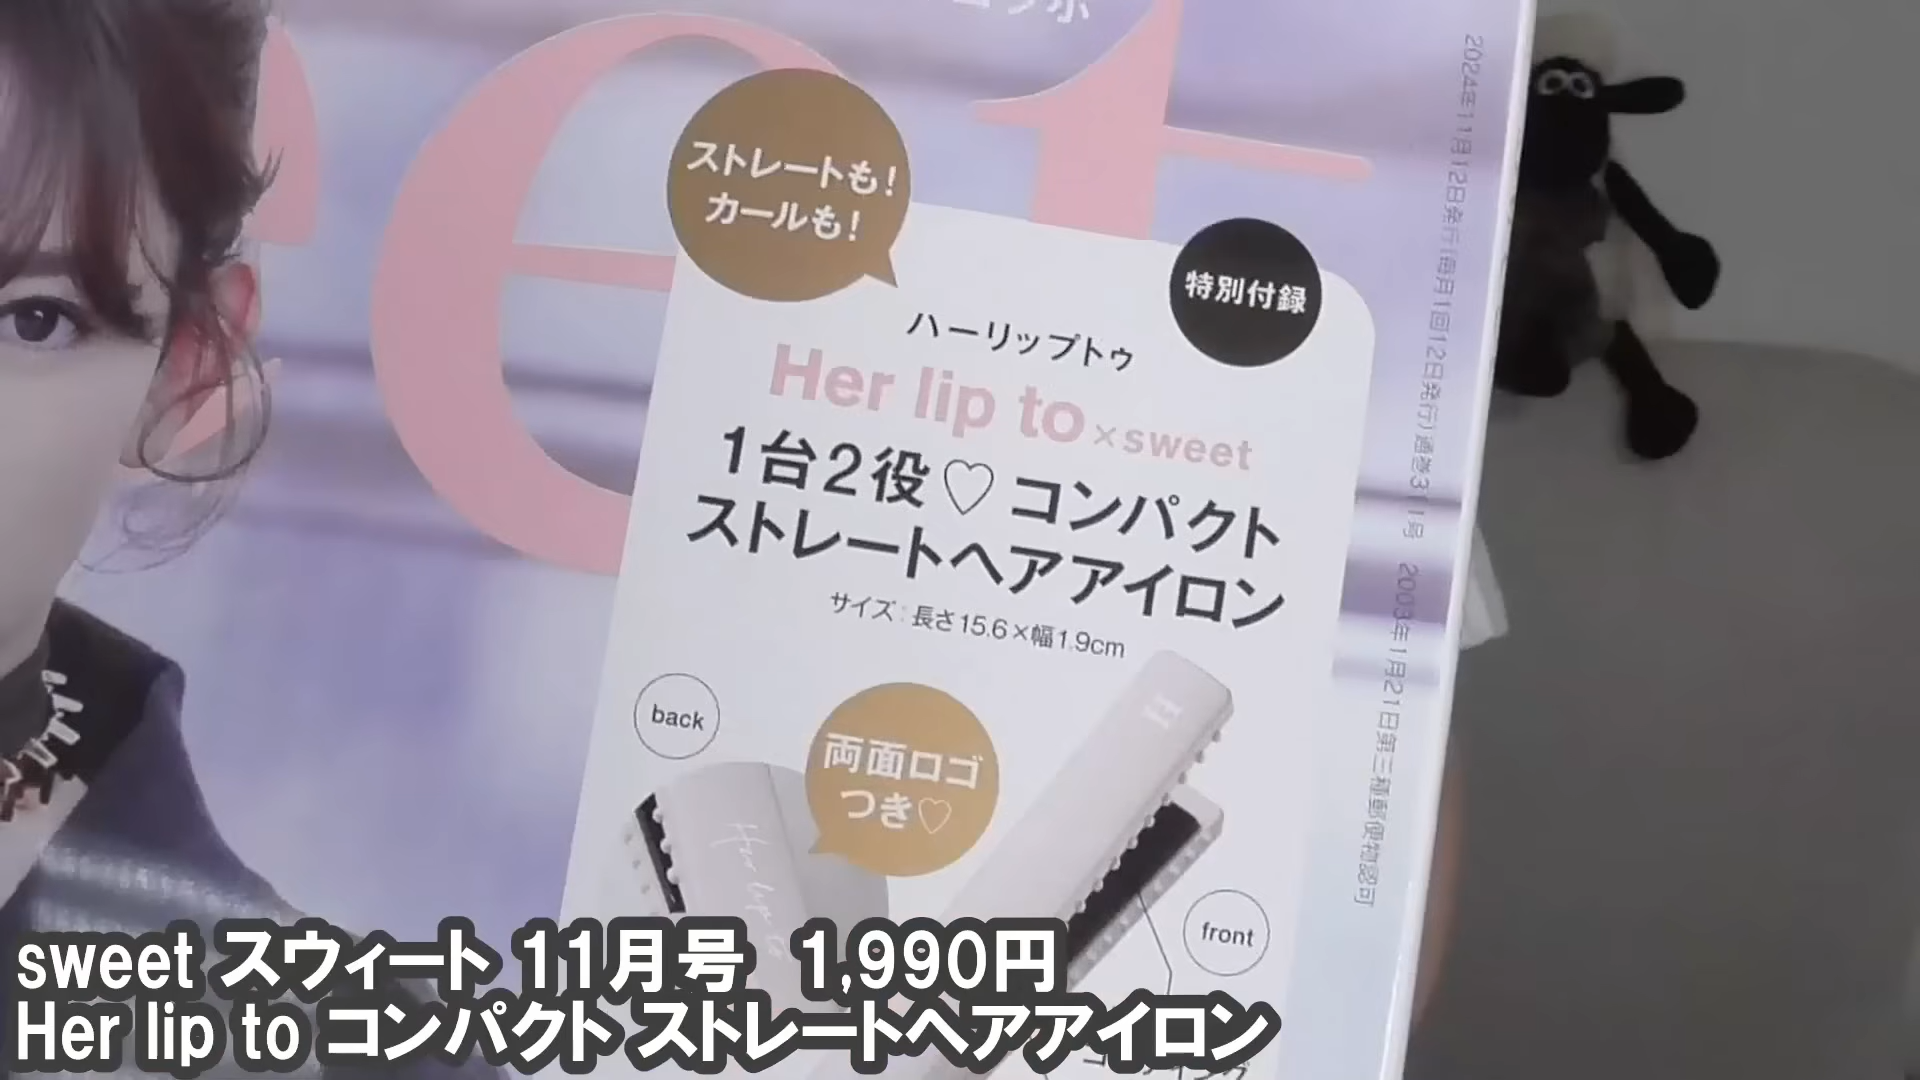 et
ストレートも!
カールも!
特別付録
ハーリップトゥ
Her lip to×sweet
1台2役♡コンパクト
ストレートヘアアイロン
サイズ:長さ15.6×幅1.9cm
back
両面ロゴ
つき♡
Her lip to
front
2024年11月12日発行(毎月1回12日発行)通巻311号 2003年1月21日第三種郵便物認可
sweet スウィート 11月号 1,990円
Her lip to コンパクト ストレートヘアアイロン